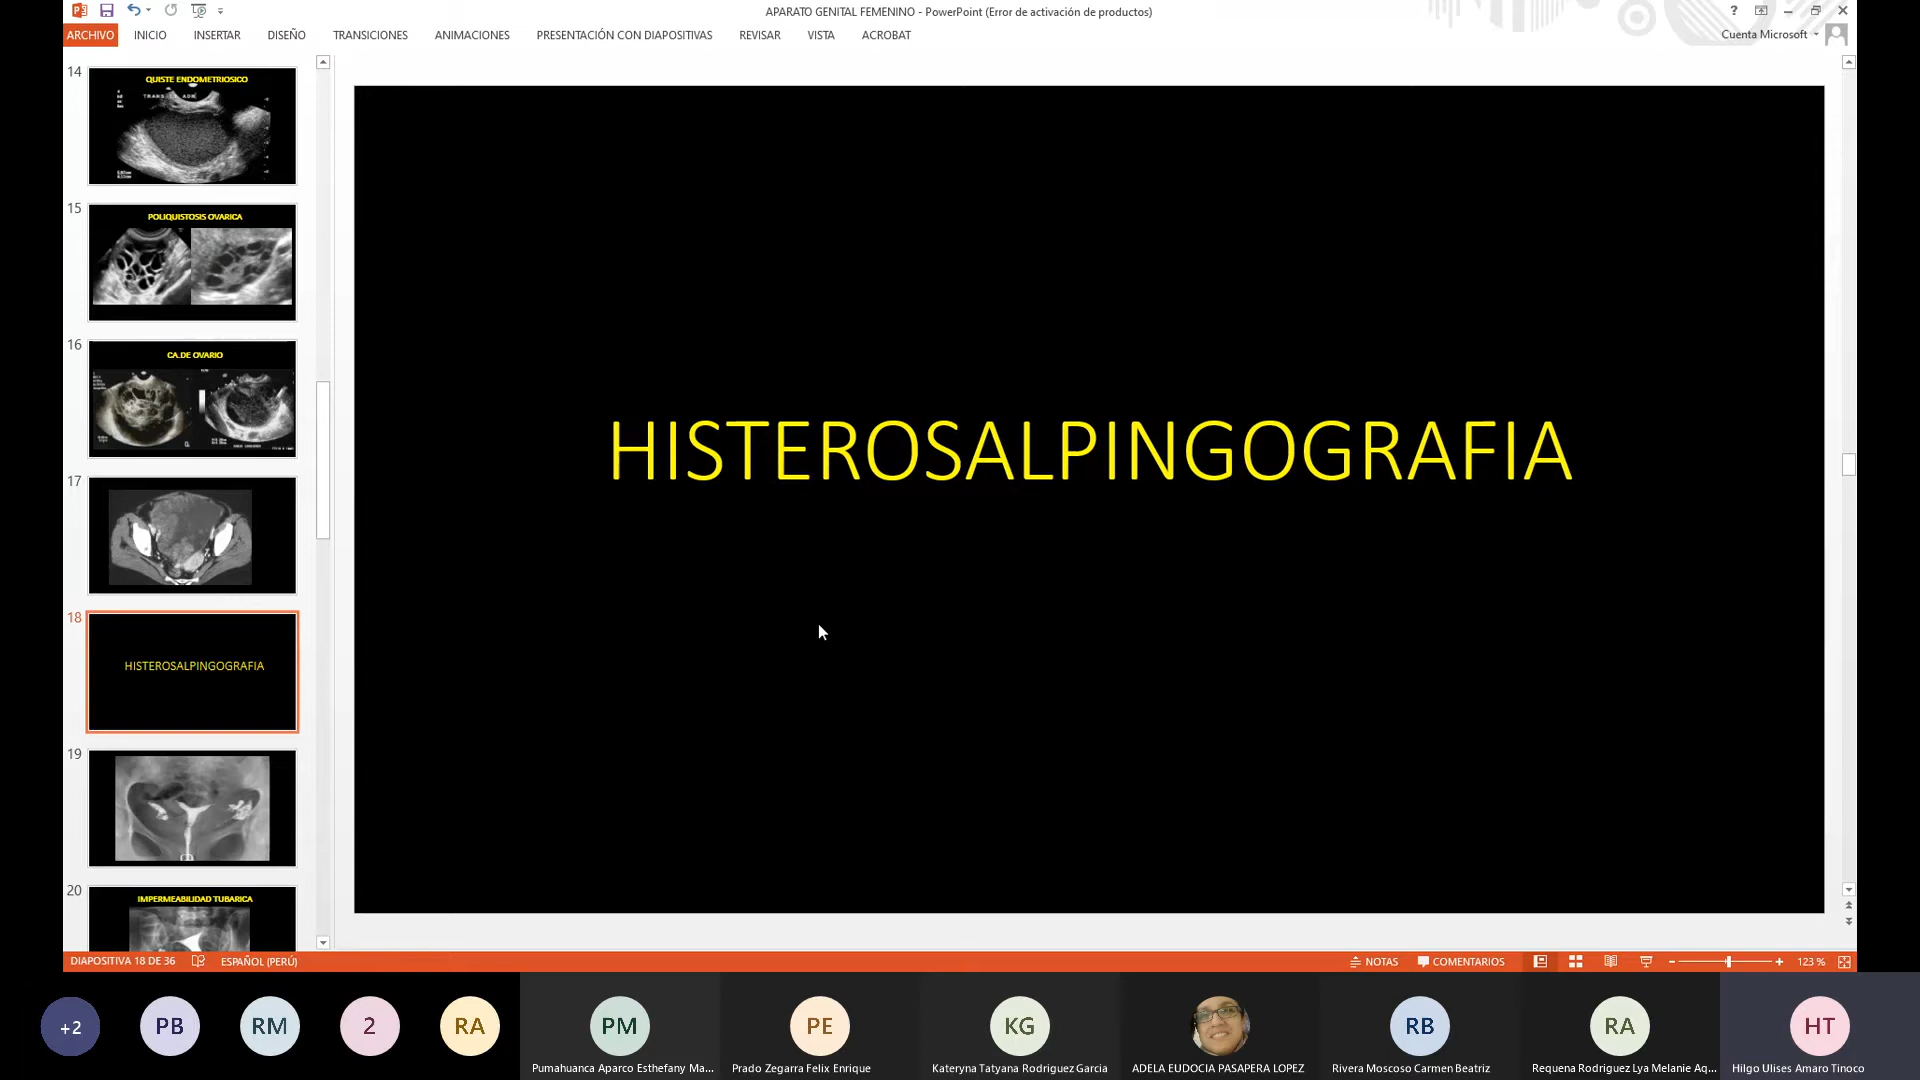 APARATO GENITAL FEMENINO - PowerPoint (Error de activación de productos)
?
ARCHIVO INICIO INSERTAR DISEÑO TRANSICIONES ANIMACIONES PRESENTACIÓN CON DIAPOSITIVAS REVISAR VISTA ACROBAT
Cuenta Microsoft
14
QUISTE ENDOMETRIOSICO
15
POLIQUISTOSIS OVARICA
16
CA.DE OVARIO
17
18
HISTEROSALPINGOGRAFIA
19
20
IMPERMEABILIDAD TUBARICA
HISTEROSALPINGOGRAFIA
DIAPOSITIVA 18 DE 36 ESPAÑOL (PERÚ)
NOTAS COMENTARIOS 123 %
+2 PB RM 2 RA PM PE KG RB RA HT
Pumahuanca Aparco Esthefany Ma...
Prado Zegarra Felix Enrique
Kateryna Tatyana Rodriguez Garcia
ADELA EUDOCIA PASAPERA LOPEZ
Rivera Moscoso Carmen Beatriz
Requena Rodriguez Lya Melanie Aq...
Hilgo Ulises Amaro Tinoco